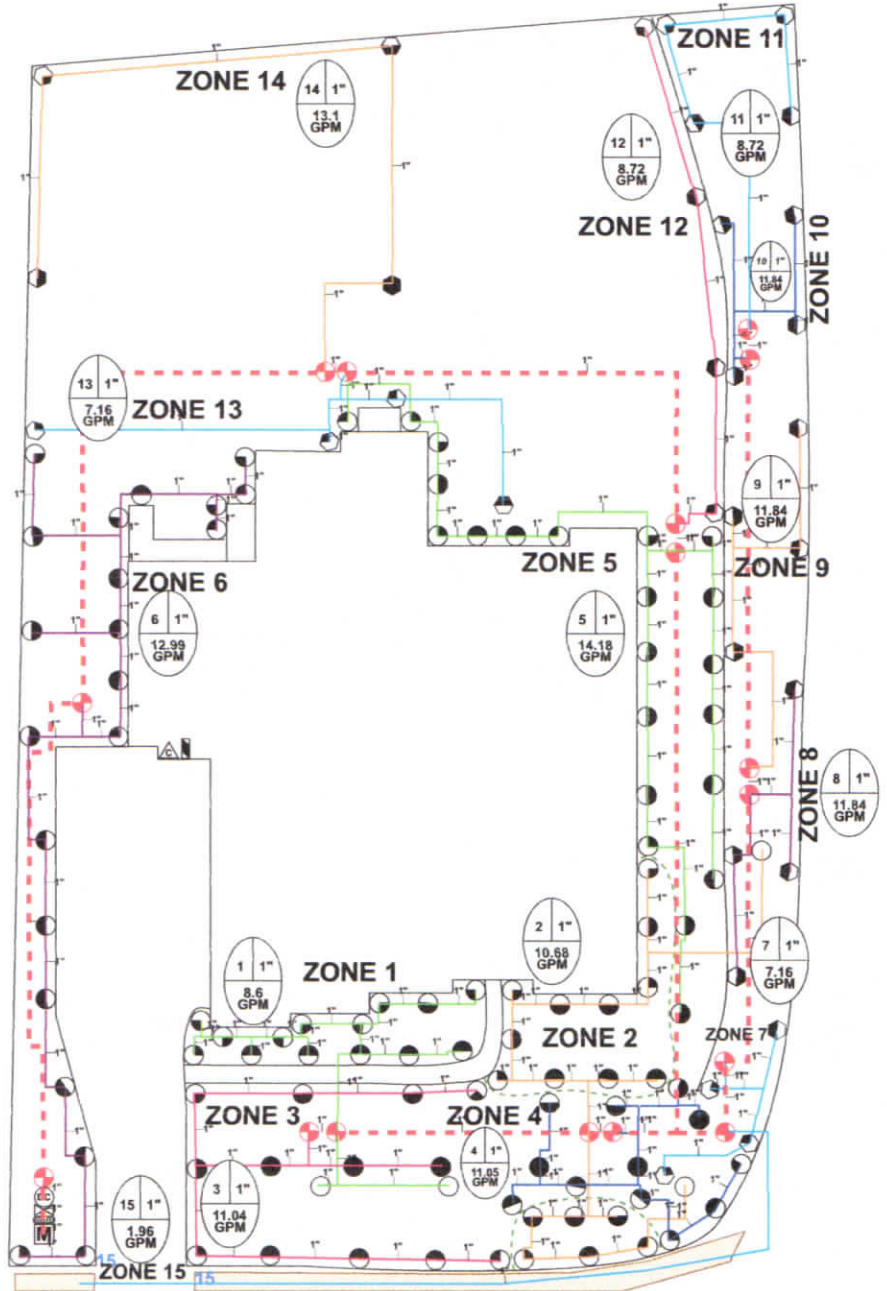 ZONE 11
ZONE 14
14 1"
13.1
GPM
11 1"
8.72
GPM
12 1"
8.72
GPM
ZONE 12
ZONE 10
10 1"
11.84
GPM
13 1"
7.16
GPM
ZONE 13
9 1"
11.84
GPM
ZONE 5
ZONE 9
ZONE 6
6 1"
12.99
GPM
5 1"
14.18
GPM
ZONE 8
8 1"
11.84
GPM
C
2 1"
10.68
GPM
7 1"
7.16
GPM
ZONE 1
1 1"
8.6
GPM
ZONE 2
ZONE 7
ZONE 3
ZONE 4
4 1"
11.05
GPM
3 1"
11.04
GPM
15 1"
1.96
GPM
M
15
ZONE 15
15